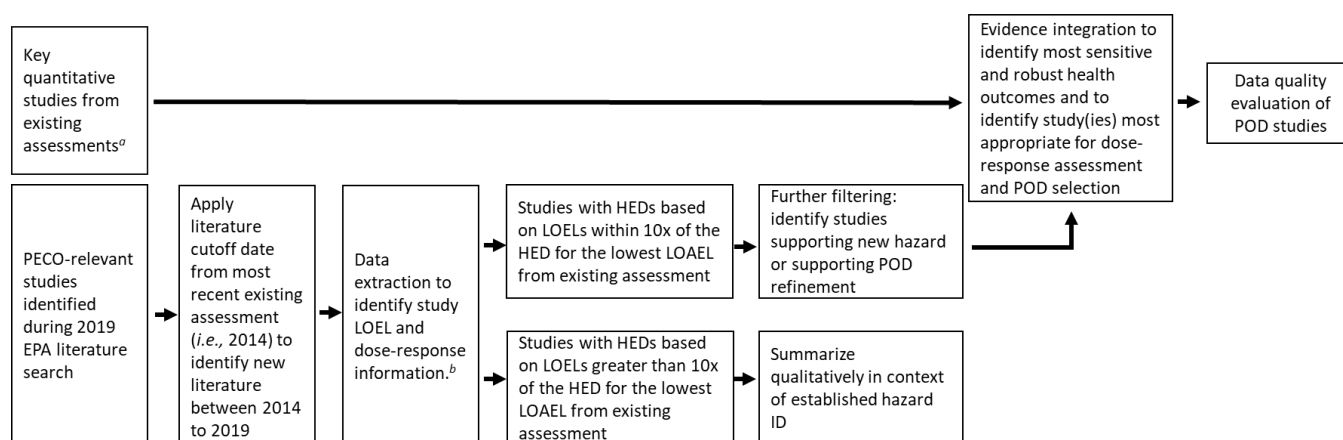 Key
quantitative
studies from
existing
assessmentsᵃ
Evidence integration to
identify most sensitive
and robust health
outcomes and to
identify study(ies) most
appropriate for dose-
response assessment
and POD selection
Data quality
evaluation of
POD studies
PECO-relevant
studies
identified
during 2019
EPA literature
search
Apply
literature
cutoff date
from most
recent existing
assessment
(i.e., 2014) to
identify new
literature
between 2014
to 2019
Data
extraction to
identify study
LOEL and
dose-response
information.ᵇ
Studies with HEDs based
on LOELs within 10x of the
HED for the lowest LOAEL
from existing assessment
Further filtering:
identify studies
supporting new hazard
or supporting POD
refinement
Studies with HEDs based
on LOELs greater than 10x
of the HED for the lowest
LOAEL from existing
assessment
Summarize
qualitatively in context
of established hazard
ID